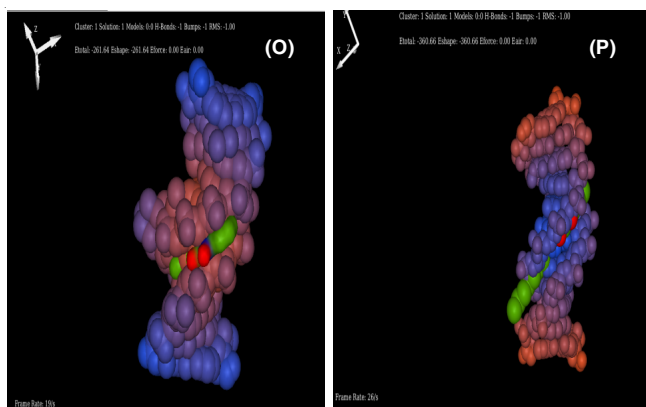 Cluster: 1 Solution: 1 Models: 0:0 H-Bonds: -1 Bumps: -1 RMS: -1.00
Etotal: -261.64 Eshape: -261.64 Eforce: 0.00 Eair: 0.00
(O)
Z
Frame Rate: 19/s
Cluster: 1 Solution: 1 Models: 0:0 H-Bonds: -1 Bumps: -1 RMS: -1.00
Etotal: -360.66 Eshape: -360.66 Eforce: 0.00 Eair: 0.00
(P)
Y
X Z
Frame Rate: 26/s